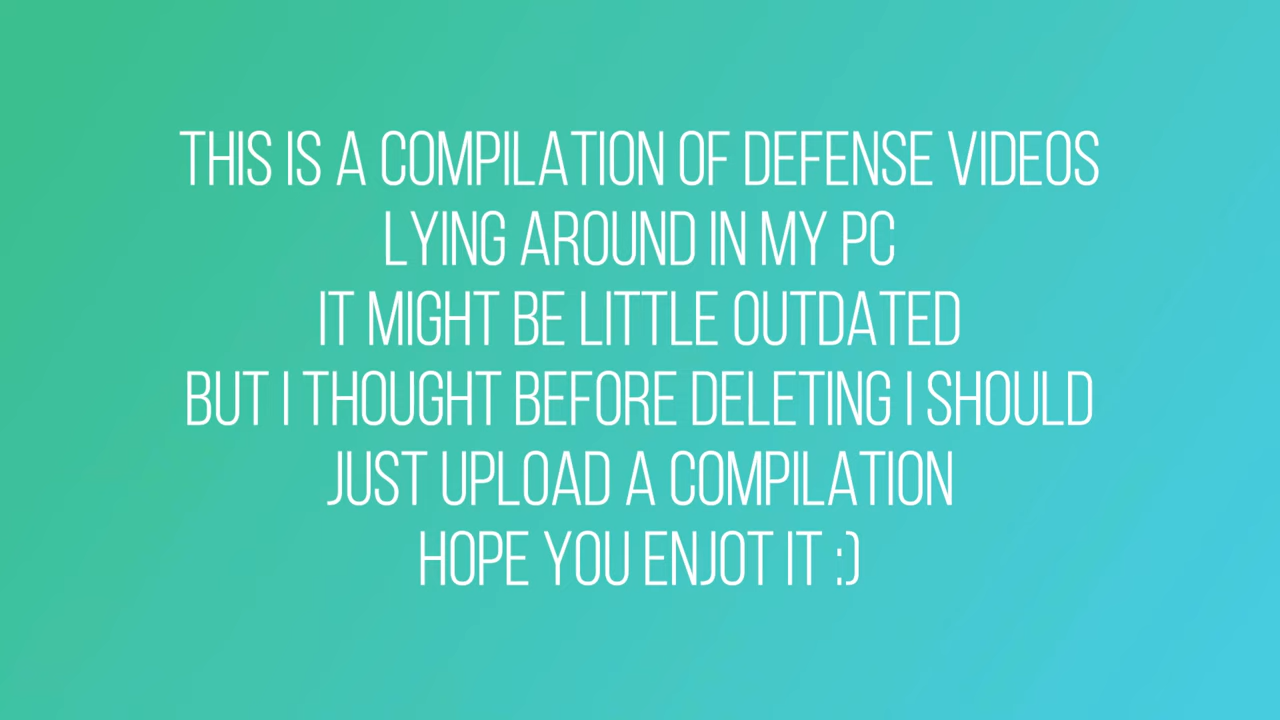 THIS IS A COMPILATION OF DEFENSE VIDEOS
LYING AROUND IN MY PC
IT MIGHT BE LITTLE OUTDATED
BUT I THOUGHT BEFORE DELETING I SHOULD
JUST UPLOAD A COMPILATION
HOPE YOU ENJOT IT :)